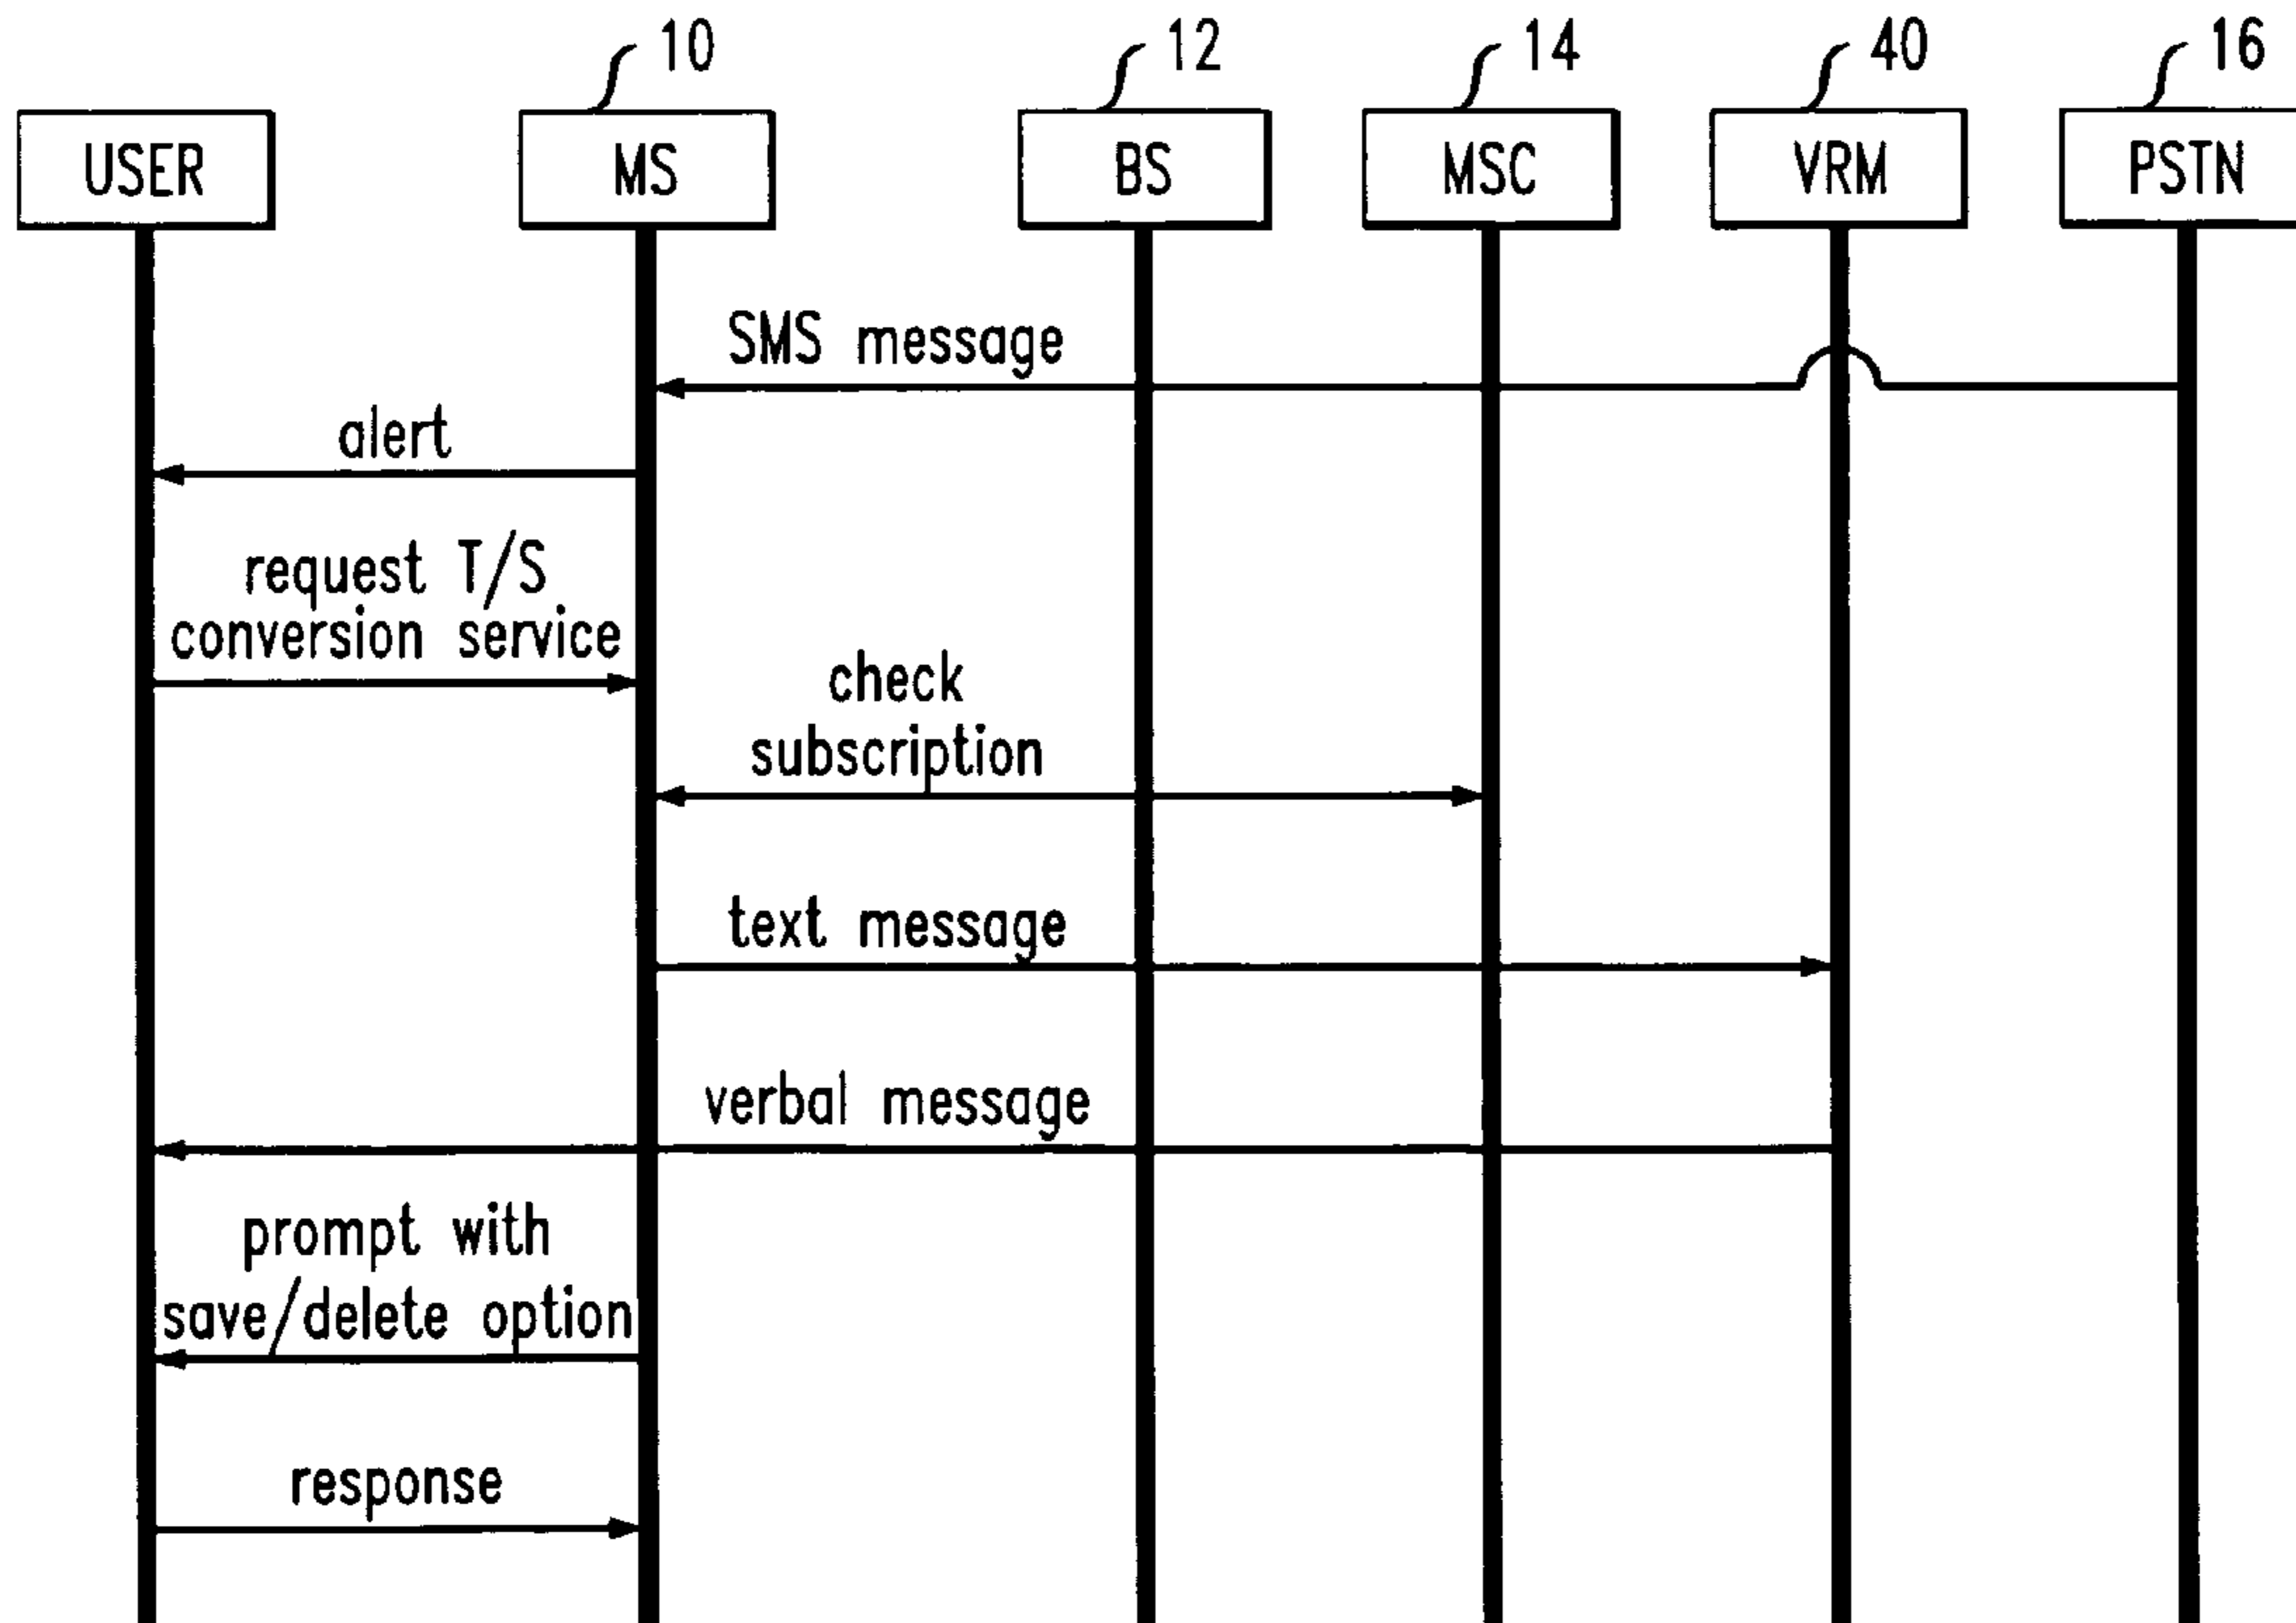 10
12
14
40
16
USER
MS
BS
MSC
VRM
PSTN
SMS message
alert
request T/S
conversion service
check
subscription
text message
verbal message
prompt with
save/delete option
response